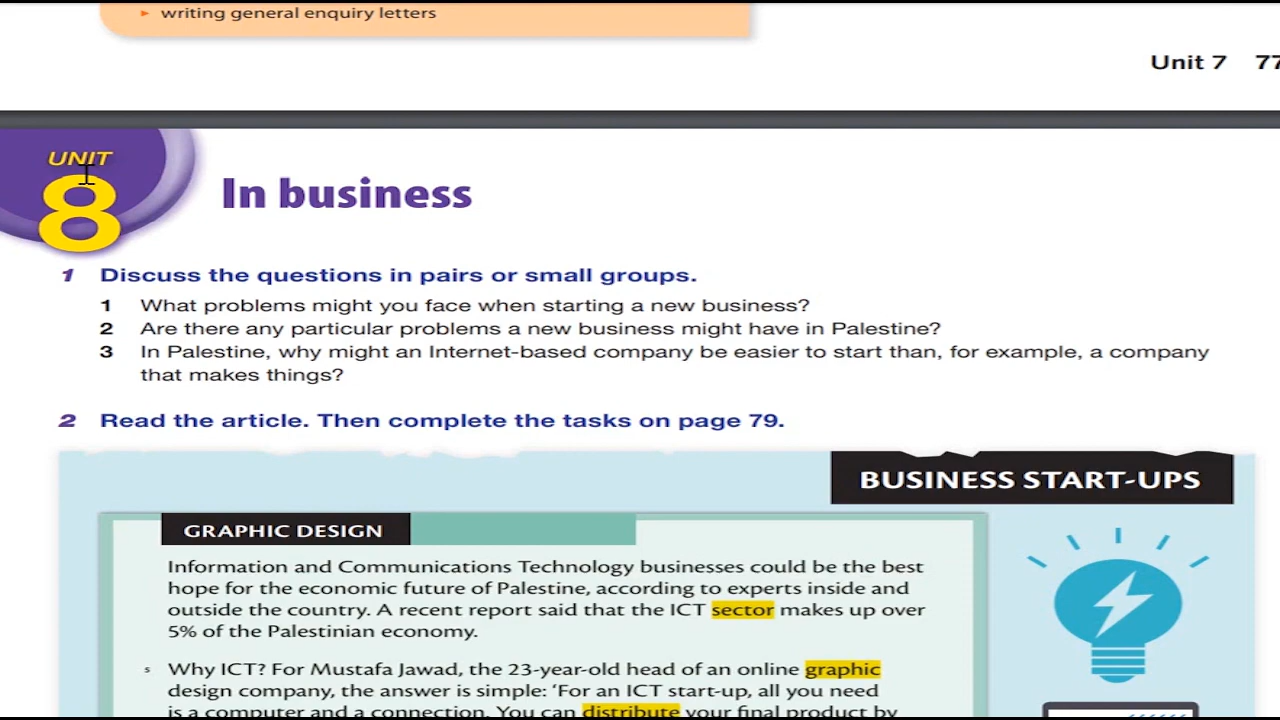 ▸ writing general enquiry letters
Unit 7 77
UNIT
8
In business
1 Discuss the questions in pairs or small groups.
1 What problems might you face when starting a new business?
2 Are there any particular problems a new business might have in Palestine?
3 In Palestine, why might an Internet-based company be easier to start than, for example, a company
that makes things?
2 Read the article. Then complete the tasks on page 79.
BUSINESS START-UPS
GRAPHIC DESIGN
Information and Communications Technology businesses could be the best
hope for the economic future of Palestine, according to experts inside and
outside the country. A recent report said that the ICT sector makes up over
5% of the Palestinian economy.
5 Why ICT? For Mustafa Jawad, the 23-year-old head of an online graphic
design company, the answer is simple: ‘For an ICT start-up, all you need
is a computer and a connection. You can distribute your final product by